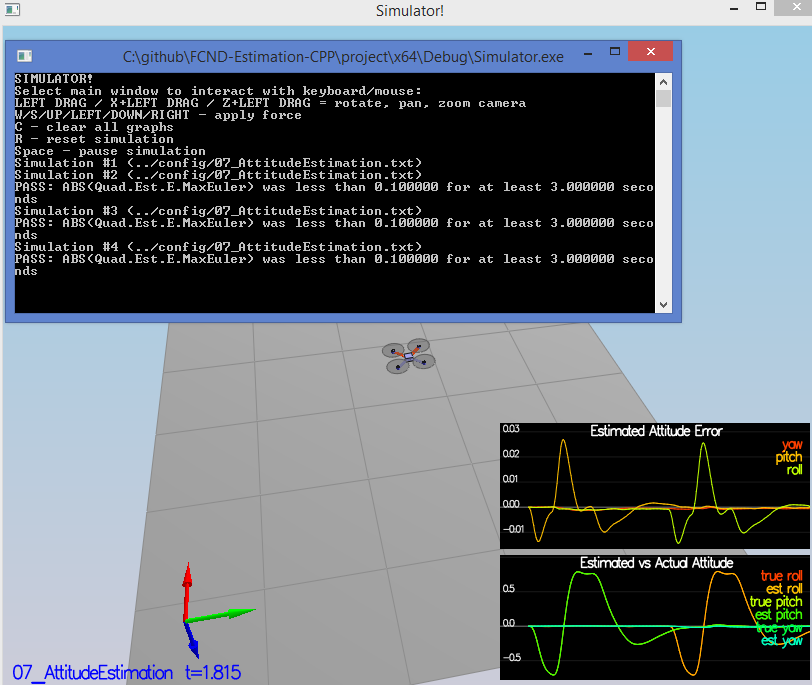 Simulator!
C:\github\FCND-Estimation-CPP\project\x64\Debug\Simulator.exe
SIMULATOR!
Select main window to interact with keyboard/mouse:
LEFT DRAG / X+LEFT DRAG / Z+LEFT DRAG = rotate, pan, zoom camera
W/S/UP/LEFT/DOWN/RIGHT - apply force
C - clear all graphs
R - reset simulation
Space - pause simulation
Simulation #1 (../config/07_AttitudeEstimation.txt)
Simulation #2 (../config/07_AttitudeEstimation.txt)
PASS: ABS(Quad.Est.E.MaxEuler) was less than 0.100000 for at least 3.000000 seco
nds
Simulation #3 (../config/07_AttitudeEstimation.txt)
PASS: ABS(Quad.Est.E.MaxEuler) was less than 0.100000 for at least 3.000000 seco
nds
Simulation #4 (../config/07_AttitudeEstimation.txt)
PASS: ABS(Quad.Est.E.MaxEuler) was less than 0.100000 for at least 3.000000 seco
nds
Estimated Attitude Error
0.03
0.02
0.01
0.00
-0.01
yaw
pitch
roll
Estimated vs Actual Attitude
0.5
0.0
-0.5
true roll
est roll
true pitch
est pitch
true yaw
est yaw
07_AttitudeEstimation t=1.815